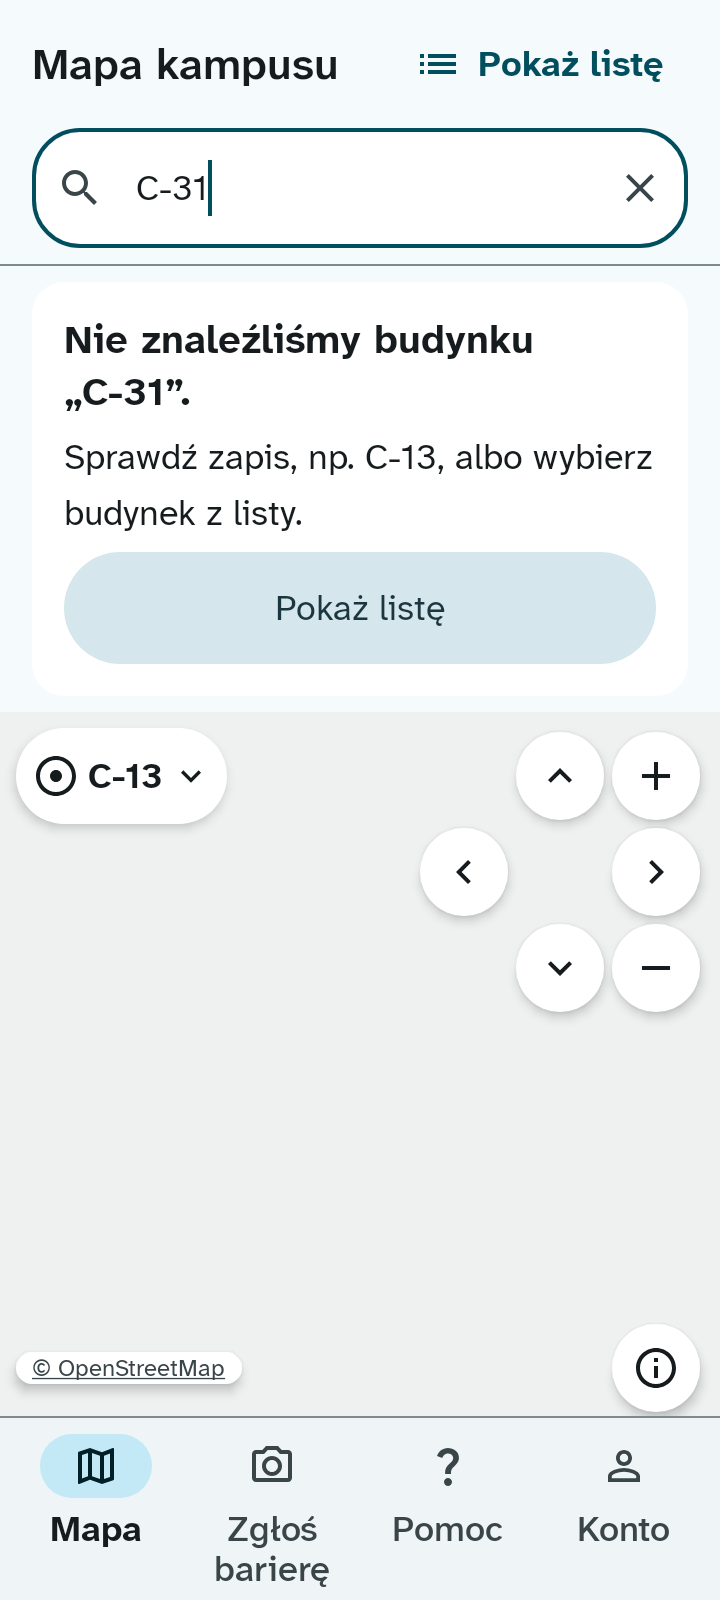 Mapa kampusu
Pokaż listę
C-31
Nie znaleźliśmy budynku
„C-31”.
Sprawdź zapis, np. C-13, albo wybierz
budynek z listy.
Pokaż listę
C-13
© OpenStreetMap
Mapa
Zgłoś
barierę
Pomoc
Konto